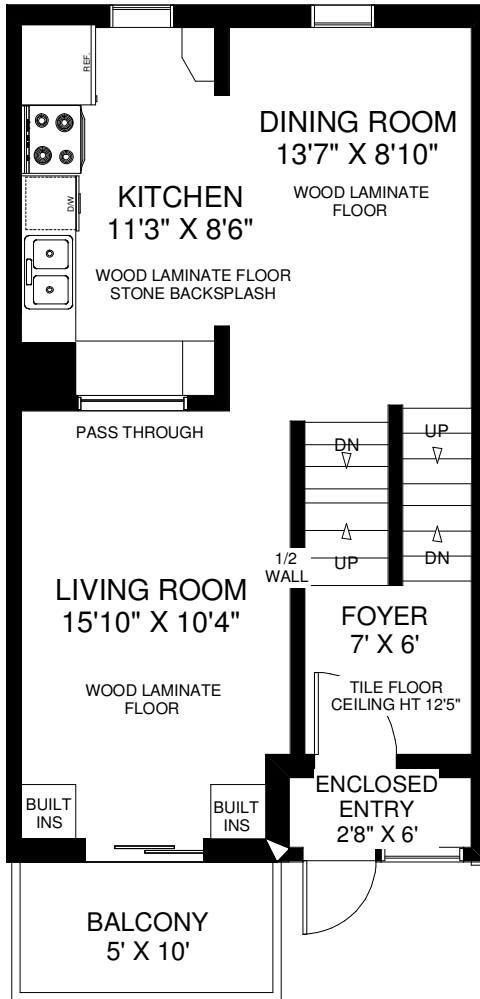 REF.
DINING ROOM
13'7" X 8'10"
WOOD LAMINATE
FLOOR
KITCHEN
11'3" X 8'6"
D/W
WOOD LAMINATE FLOOR
STONE BACKSPLASH
PASS THROUGH
DN
UP
1/2
WALL
UP
DN
LIVING ROOM
15'10" X 10'4"
WOOD LAMINATE
FLOOR
FOYER
7' X 6'
TILE FLOOR
CEILING HT 12'5"
BUILT
INS
BUILT
INS
ENCLOSED
ENTRY
2'8" X 6'
BALCONY
5' X 10'